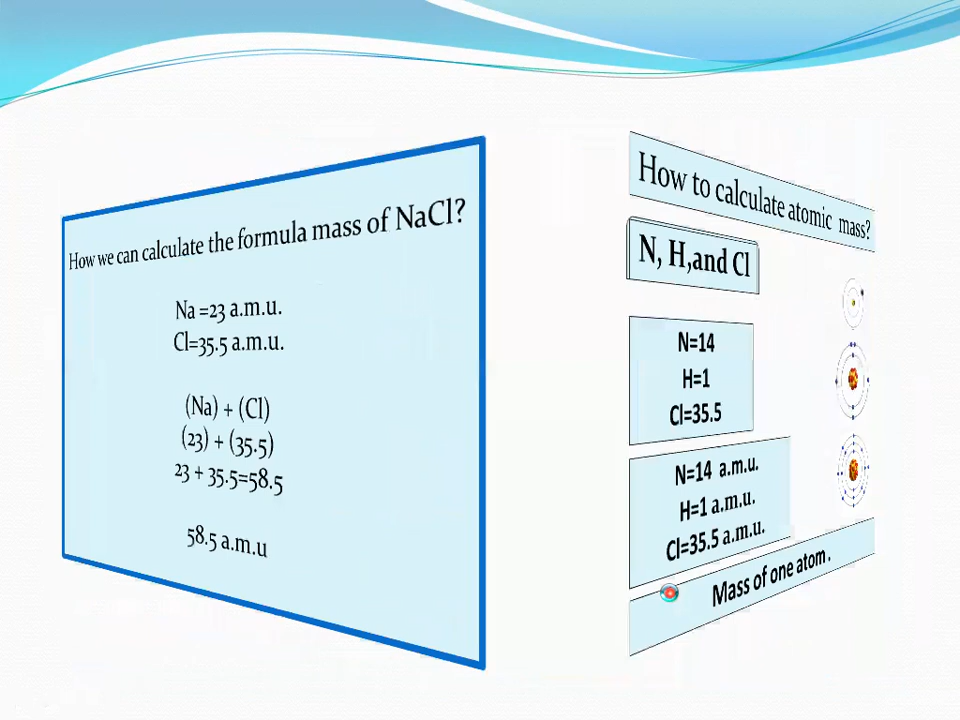 How we can calculate the formula mass of NaCl?
Na =23 a.m.u.
Cl=35.5 a.m.u.
(Na) + (Cl)
(23) + (35.5)
23 + 35.5=58.5
58.5 a.m.u
How to calculate atomic mass?
N, H,and Cl
N=14
H=1
Cl=35.5
N=14 a.m.u.
H=1 a.m.u.
Cl=35.5 a.m.u.
Mass of one atom .